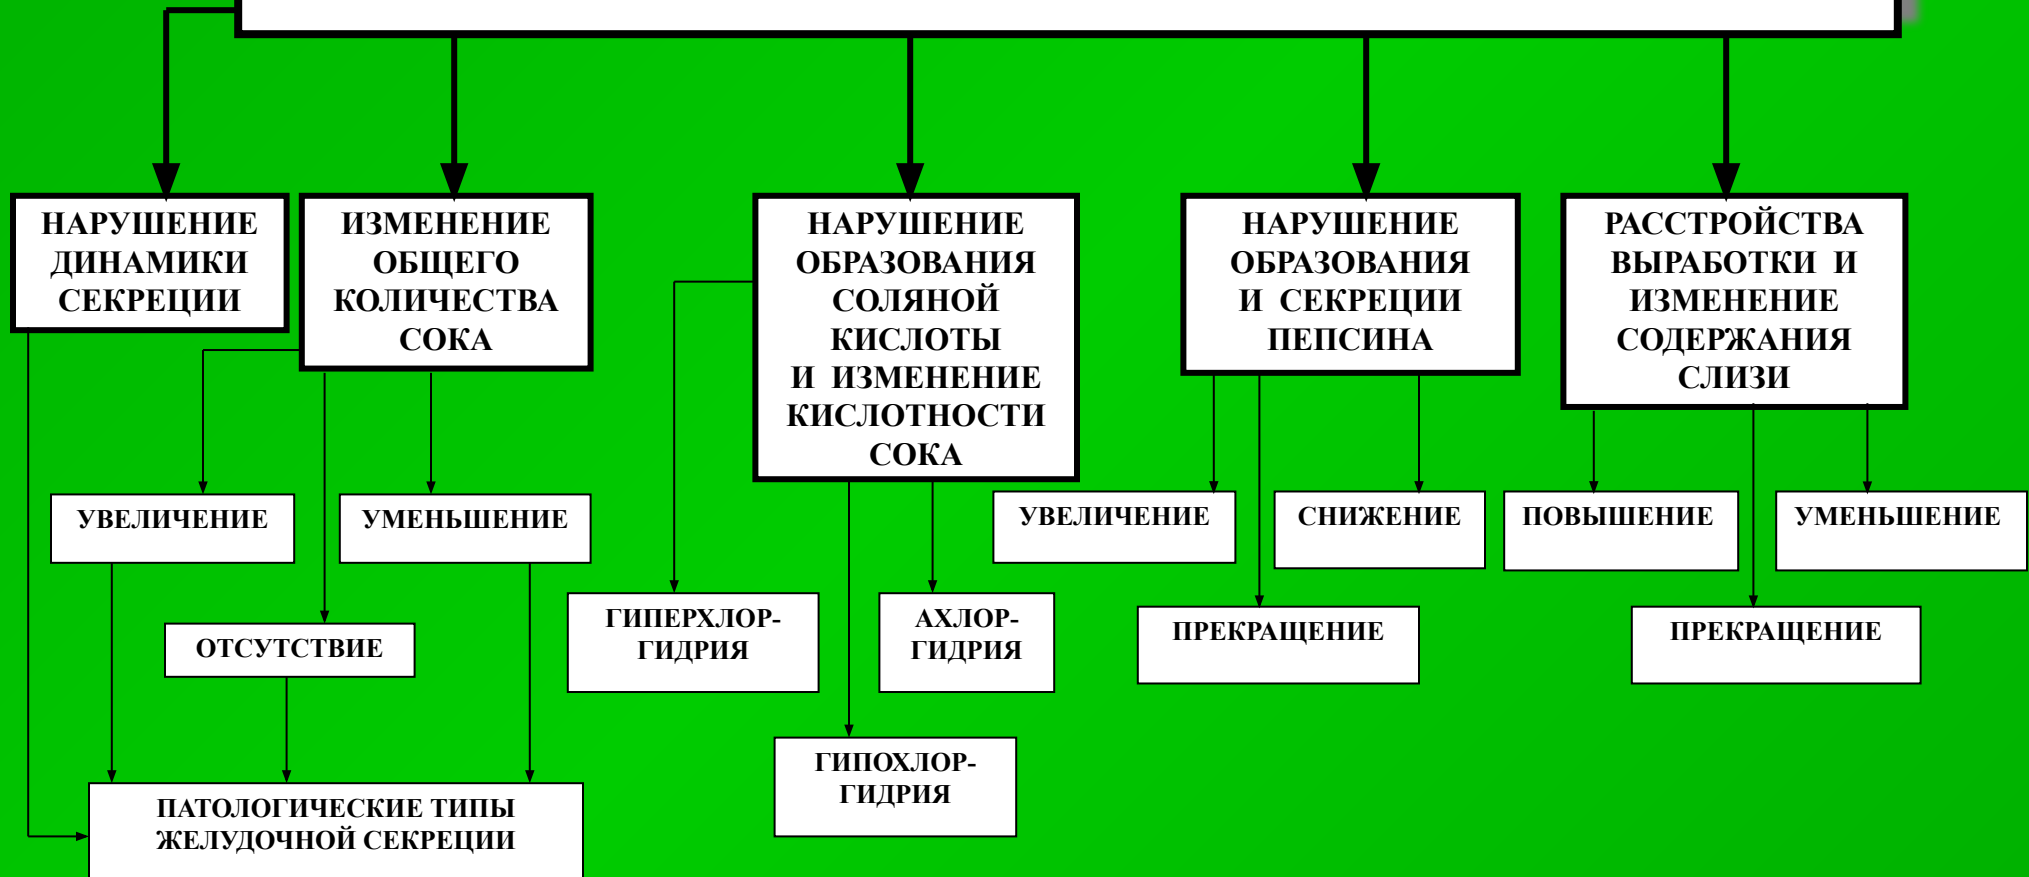 НАРУШЕНИЕ
ДИНАМИКИ
СЕКРЕЦИИ
ИЗМЕНЕНИЕ
ОБЩЕГО
КОЛИЧЕСТВА
СОКА
НАРУШЕНИЕ
ОБРАЗОВАНИЯ
СОЛЯНОЙ
КИСЛОТЫ
И ИЗМЕНЕНИЕ
КИСЛОТНОСТИ
СОКА
НАРУШЕНИЕ
ОБРАЗОВАНИЯ
И СЕКРЕЦИИ
ПЕПСИНА
РАССТРОЙСТВА
ВЫРАБОТКИ И
ИЗМЕНЕНИЕ
СОДЕРЖАНИЯ
СЛИЗИ
УВЕЛИЧЕНИЕ
УМЕНЬШЕНИЕ
УВЕЛИЧЕНИЕ
СНИЖЕНИЕ
ПОВЫШЕНИЕ
УМЕНЬШЕНИЕ
ОТСУТСТВИЕ
ГИПЕРХЛОР-
ГИДРИЯ
АХЛОР-
ГИДРИЯ
ПРЕКРАЩЕНИЕ
ПРЕКРАЩЕНИЕ
ГИПОХЛОР-
ГИДРИЯ
ПАТОЛОГИЧЕСКИЕ ТИПЫ
ЖЕЛУДОЧНОЙ СЕКРЕЦИИ